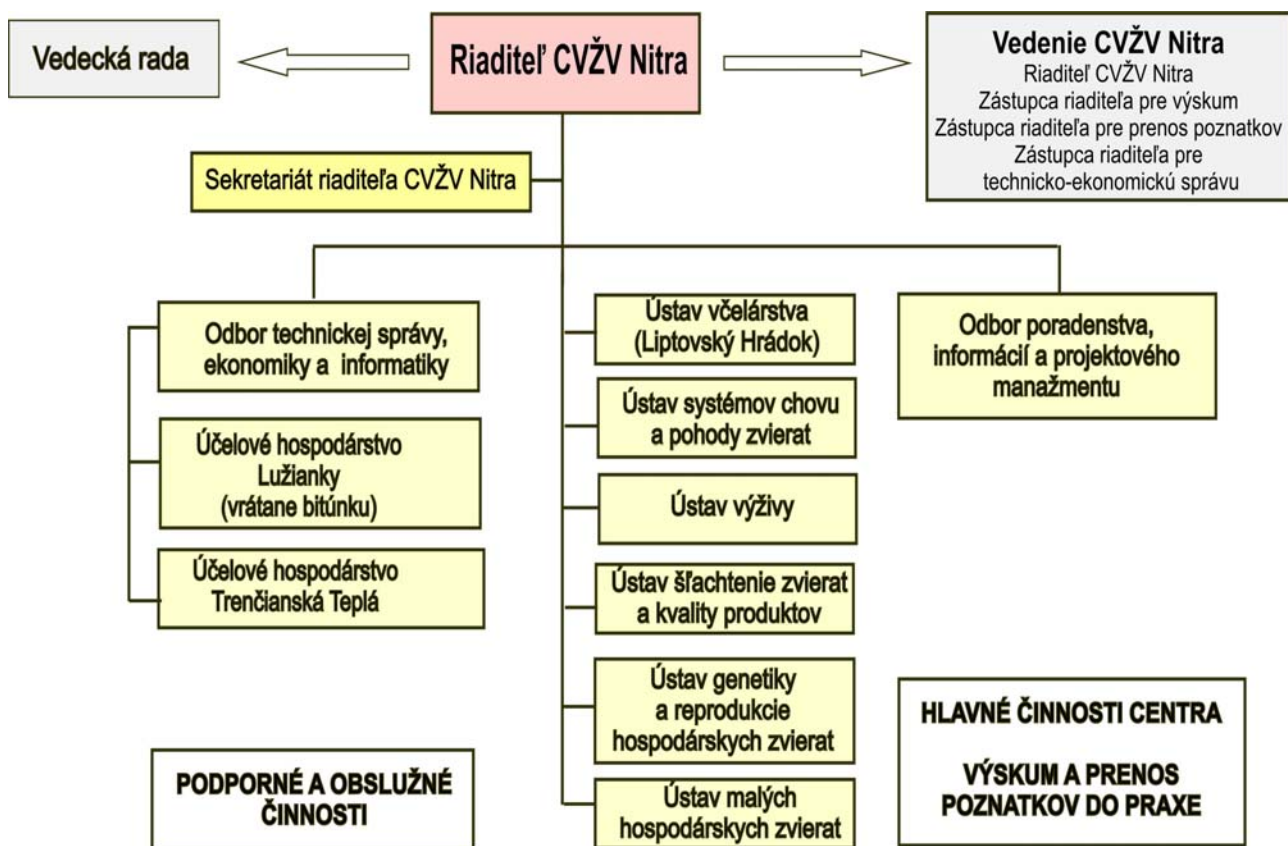 Vedecká rada
Riaditeľ CVŽV Nitra
Vedenie CVŽV Nitra
Riaditeľ CVŽV Nitra
Zástupca riaditeľa pre výskum
Zástupca riaditeľa pre prenos poznatkov
Zástupca riaditeľa pre
technicko-ekonomickú správu
Sekretariát riaditeľa CVŽV Nitra
Odbor technickej správy,
ekonomiky a informatiky
Účelové hospodárstvo
Lužianky
(vrátane bitúnku)
Účelové hospodárstvo
Trenčianská Teplá
PODPORNÉ A OBSLUŽNÉ
ČINNOSTI
Ústav včelárstva
(Liptovský Hrádok)
Ústav systémov chovu
a pohody zvierat
Ústav výživy
Ústav šľachtenie zvierat
a kvality produktov
Ústav genetiky
a reprodukcie
hospodárskych zvierat
Ústav malých
hospodárskych zvierat
Odbor poradenstva,
informácií a projektového
manažmentu
HLAVNÉ ČINNOSTI CENTRA
VÝSKUM A PRENOS
POZNATKOV DO PRAXE